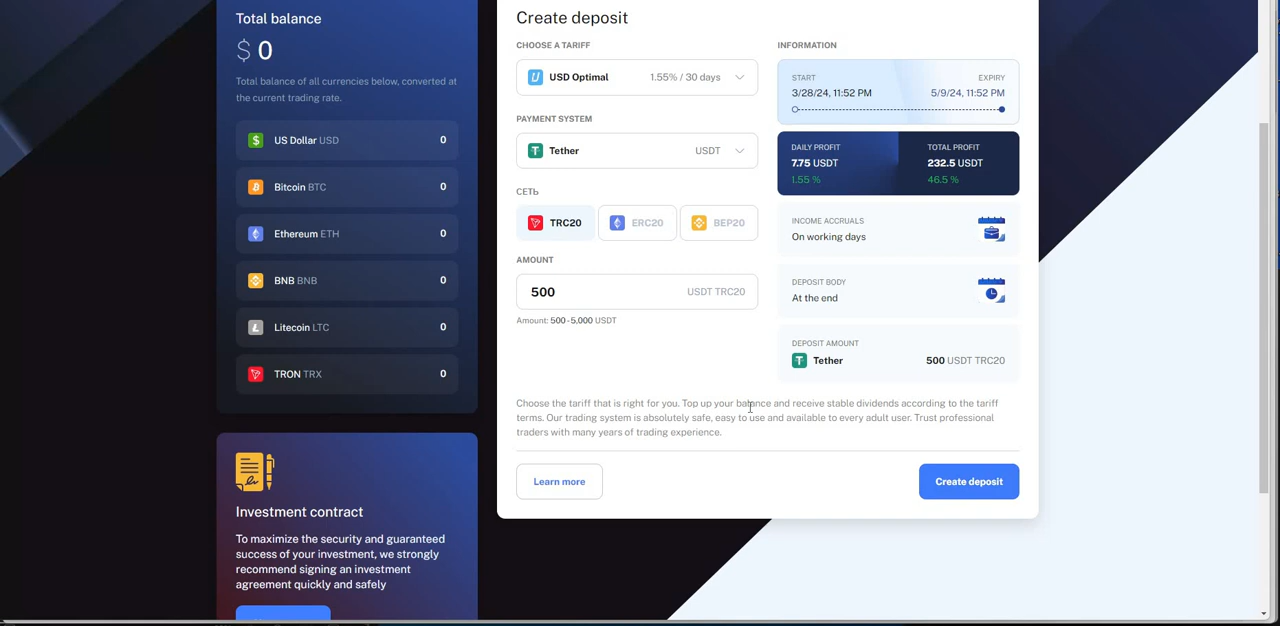 Total balance
$ 0
Total balance of all currencies below, converted at
the current trading rate.
US Dollar USD 0
Bitcoin BTC 0
Ethereum ETH 0
BNB BNB 0
Litecoin LTC 0
TRON TRX 0
Investment contract
To maximize the security and guaranteed
success of your investment, we strongly
recommend signing an investment
agreement quickly and safely
Create deposit
CHOOSE A TARIFF
USD Optimal 1.55% / 30 days
PAYMENT SYSTEM
Tether USDT
СЕТЬ
TRC20 ERC20 BEP20
AMOUNT
500 USDT TRC20
Amount: 500 - 5,000 USDT
INFORMATION
START EXPIRY
3/28/24, 11:52 PM 5/9/24, 11:52 PM
DAILY PROFIT TOTAL PROFIT
7.75 USDT 232.5 USDT
1.55 % 46.5 %
INCOME ACCRUALS
On working days
DEPOSIT BODY
At the end
DEPOSIT AMOUNT
Tether 500 USDT TRC20
Choose the tariff that is right for you. Top up your balance and receive stable dividends according to the tariff
terms. Our trading system is absolutely safe, easy to use and available to every adult user. Trust professional
traders with many years of trading experience.
Learn more Create deposit